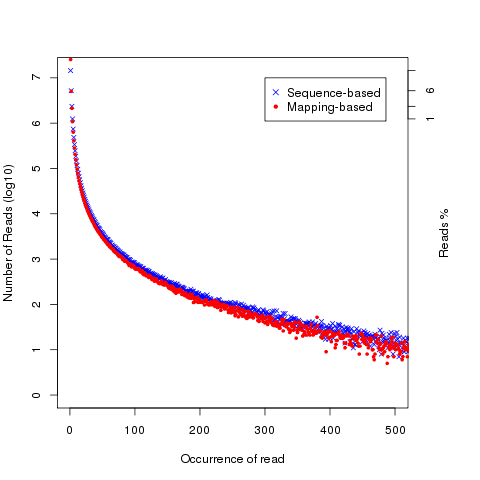 Sequence-based
Mapping-based
Number of Reads (log10)
7
6
5
4
3
2
1
0
6
1
Reads %
0 100 200 300 400 500
Occurrence of read